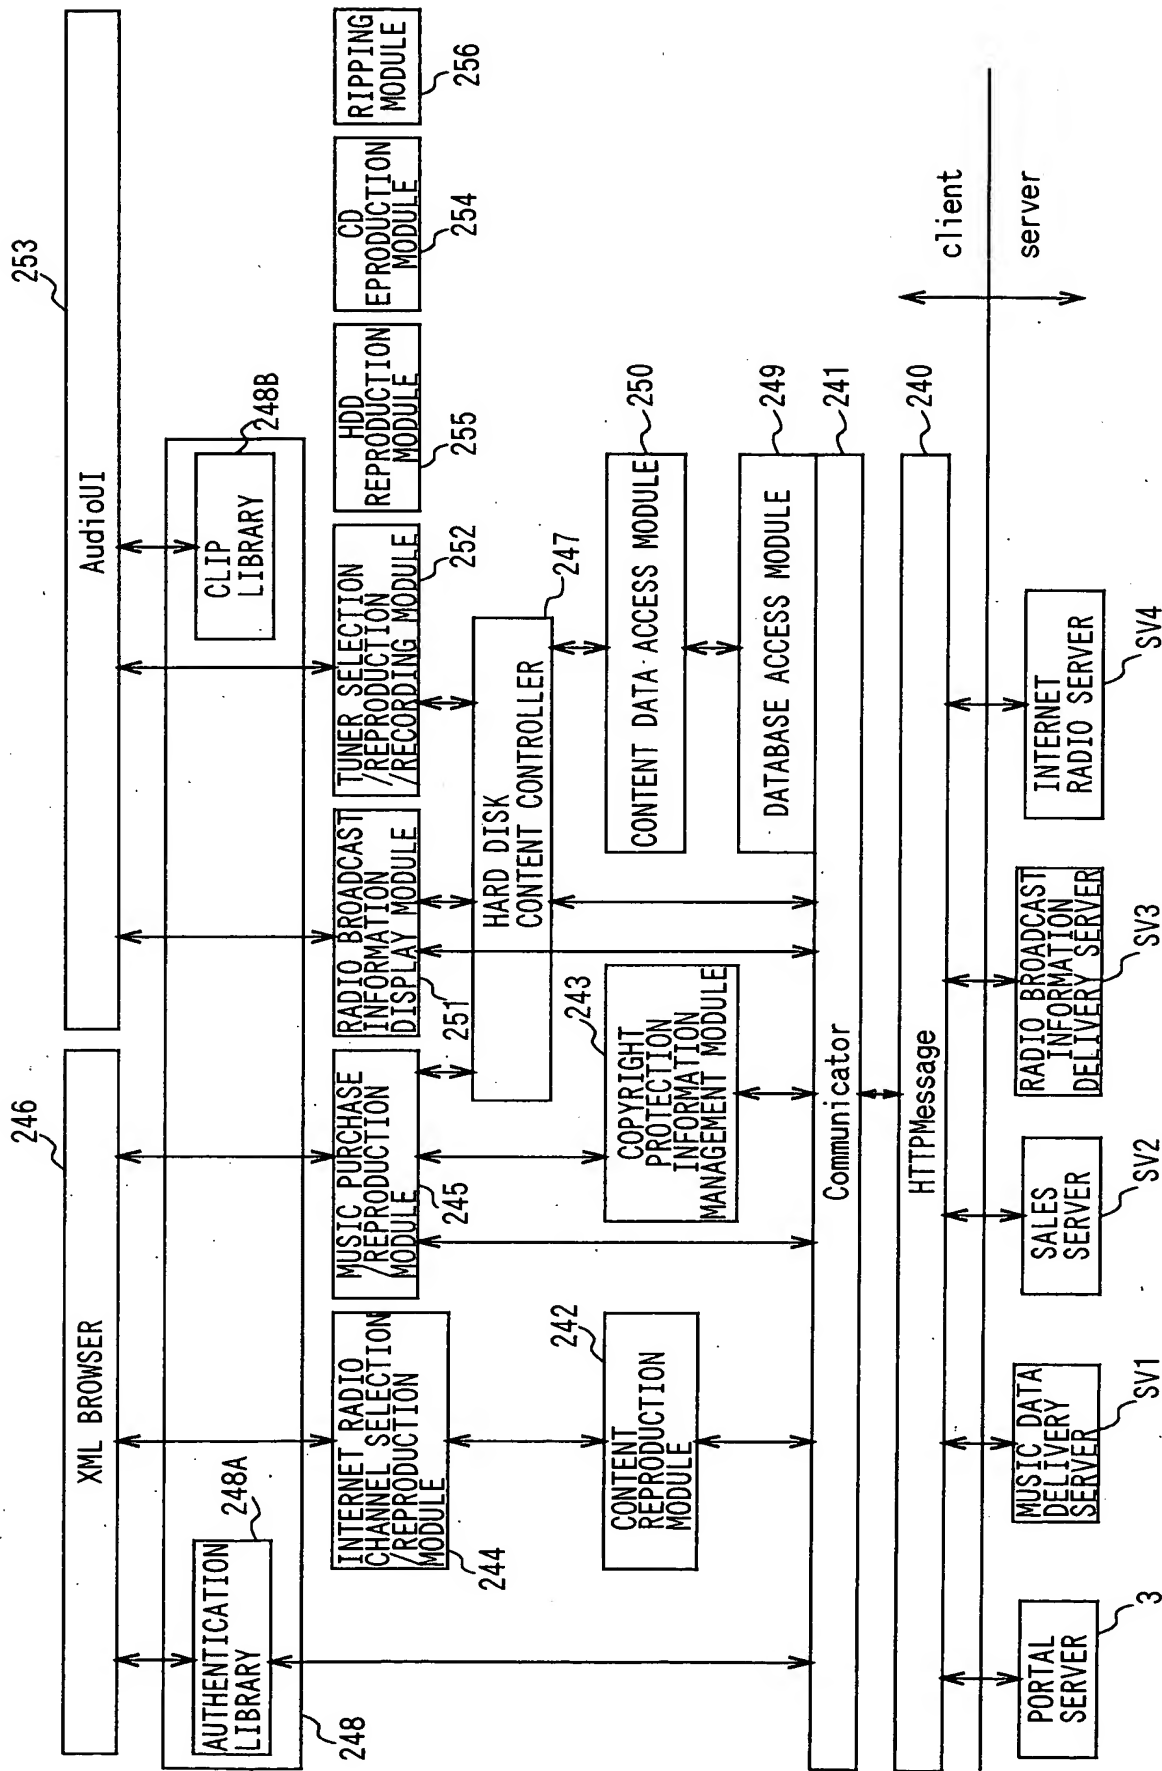 246
XML BROWSER
253
AudioUI
248
AUTHENTICATION
LIBRARY
248A
CLIP
LIBRARY
248B
INTERNET RADIO
CHANNEL SELECTION
/REPRODUCTION
MODULE
244
MUSIC PURCHASE
/REPRODUCTION
MODULE
245
RADIO BROADCAST
INFORMATION
DISPLAY MODULE
251
TUNER SELECTION
/REPRODUCTION
/RECORDING MODULE
252
HDD
REPRODUCTION
MODULE
255
CD
EPRODUCTION
MODULE
254
RIPPING
MODULE
256
HARD DISK
CONTENT CONTROLLER
247
CONTENT
REPRODUCTION
MODULE
242
COPYRIGHT
PROTECTION
INFORMATION
MANAGEMENT MODULE
243
CONTENT DATA ACCESS MODULE
250
DATABASE ACCESS MODULE
249
Communicator
241
HTTPMessage
240
client
server
PORTAL
SERVER
3
MUSIC DATA
DELIVERY
SERVER
SV1
SALES
SERVER
SV2
RADIO BROADCAST
INFORMATION
DELIVERY SERVER
SV3
INTERNET
RADIO SERVER
SV4